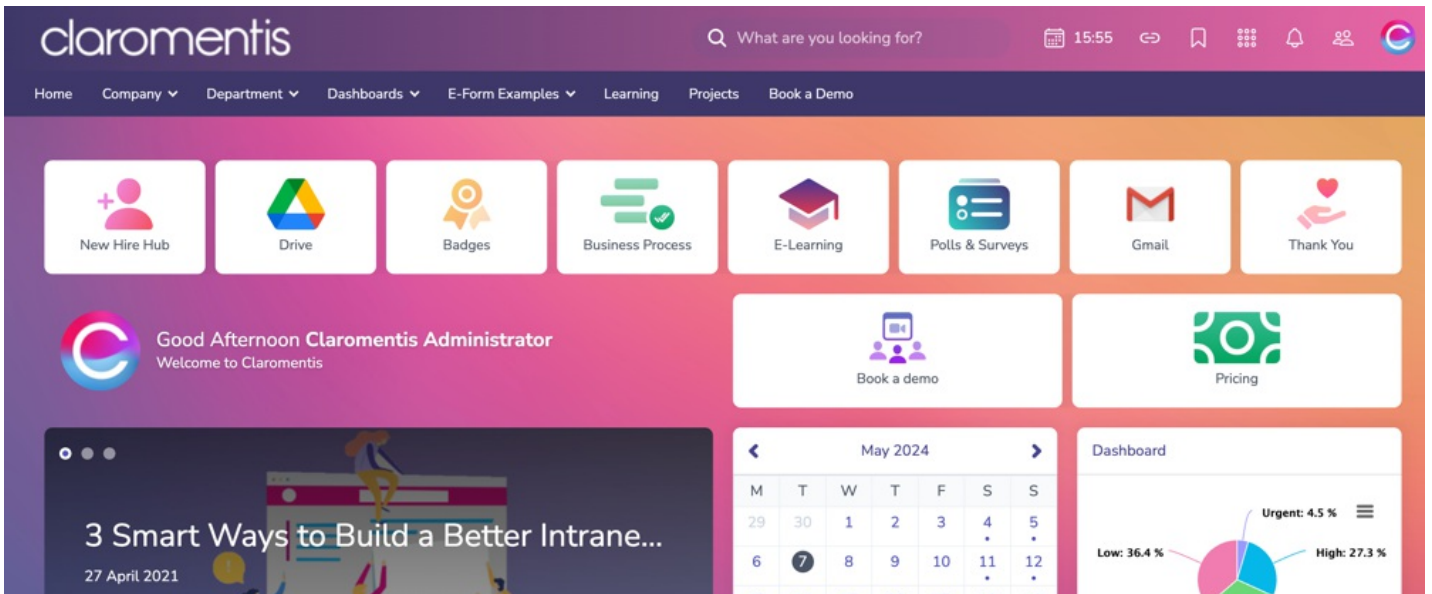 claromentis
What are you looking for?
15:55
Home Company Department Dashboards E-Form Examples Learning Projects Book a Demo
New Hire Hub Drive Badges Business Process E-Learning Polls & Surveys Gmail Thank You
Good Afternoon Claromentis Administrator
Welcome to Claromentis
Book a demo
Pricing
3 Smart Ways to Build a Better Intrane...
27 April 2021
May 2024
M T W T F S S
29 30 1 2 3 4 5
6 7 8 9 10 11 12
Dashboard
Urgent: 4.5 %
Low: 36.4 %
High: 27.3 %